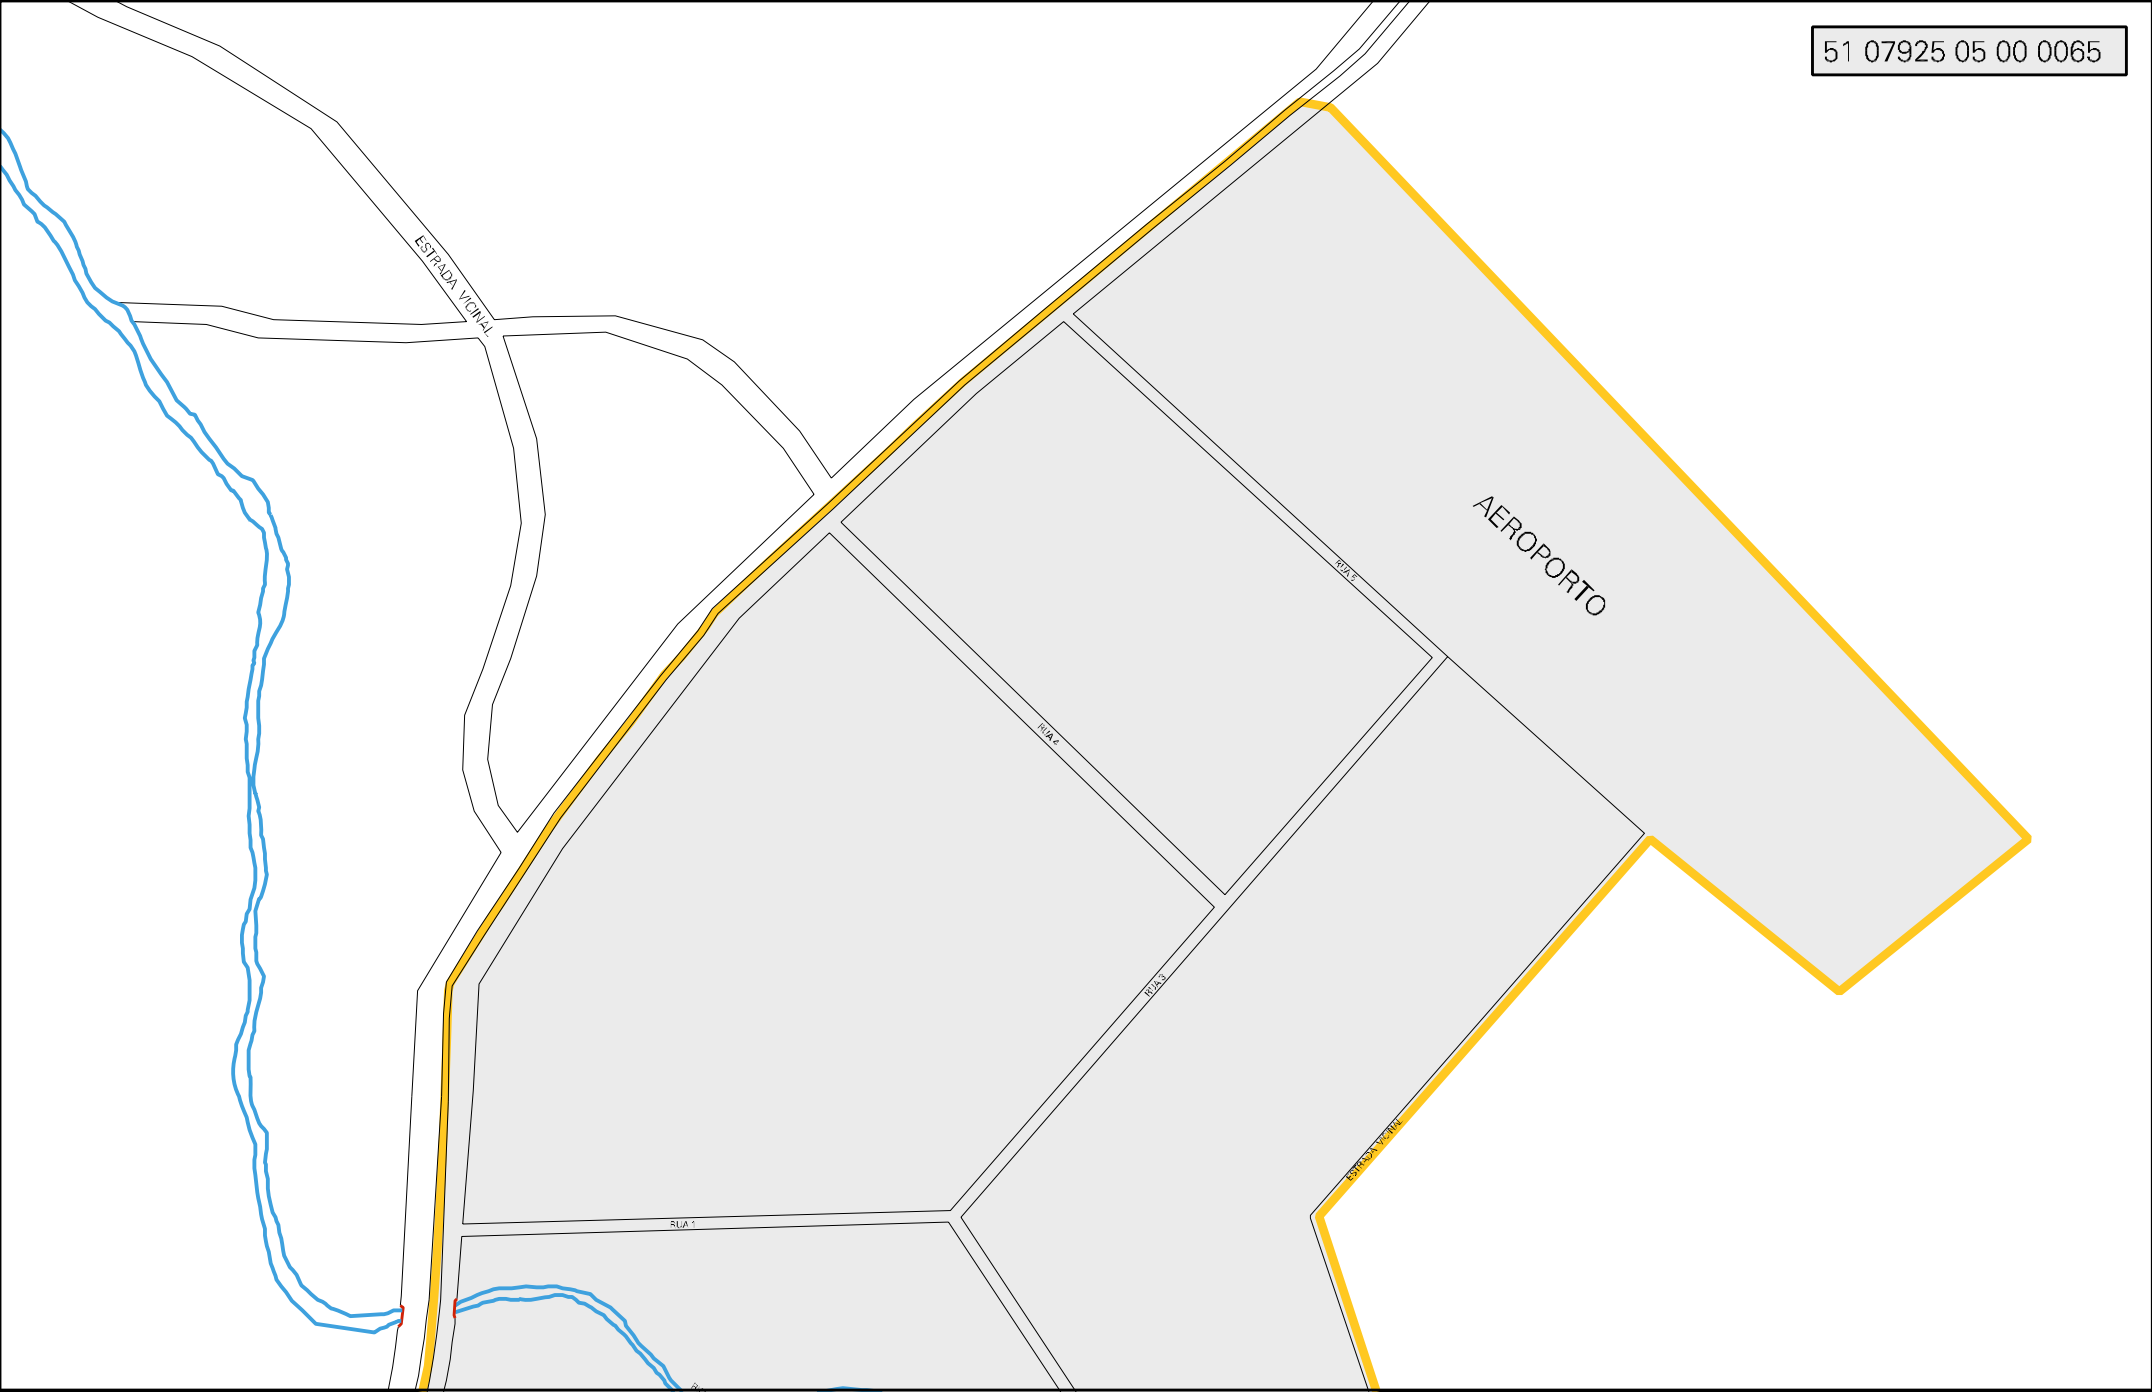 51 07925 05 00 0065
ESTRADA VICINAL
AEROPORTO
RUA 5
RUA 4
RUA 3
ESTRADA VICINAL
RUA 1